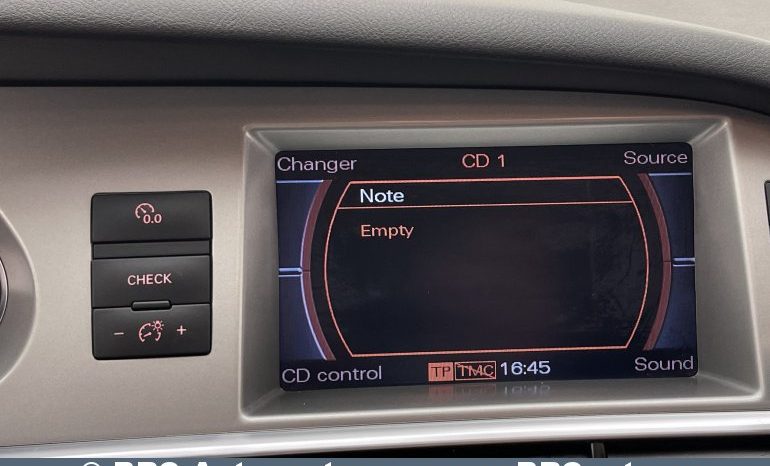 Changer CD 1 Source
Note
0.0
Empty
CHECK
- +
CD control TP TMC 16:45 Sound